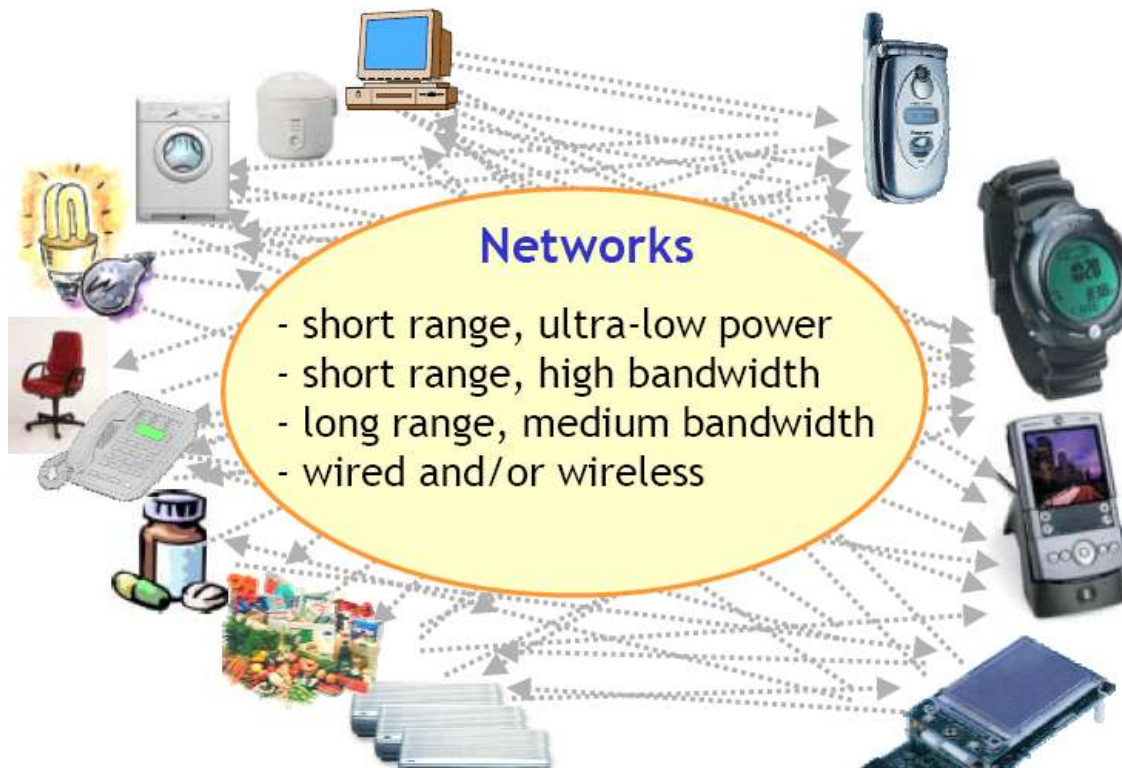 Networks
- short range, ultra-low power
- short range, high bandwidth
- long range, medium bandwidth
- wired and/or wireless